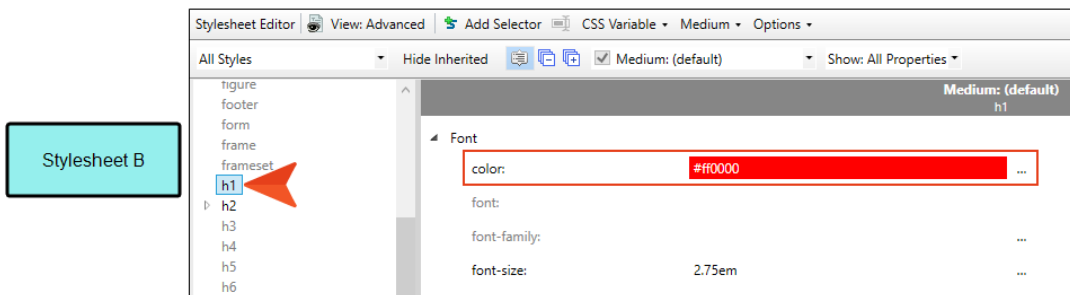 Stylesheet Editor View: Advanced Add Selector CSS Variable Medium Options
All Styles Hide Inherited Medium: (default) Show: All Properties
figure
footer
form
frame
frameset
h1
h2
h3
h4
h5
h6
Medium: (default)
h1
Font
color: #ff0000 ...
font:
font-family: ...
font-size: 2.75em ...
Stylesheet B